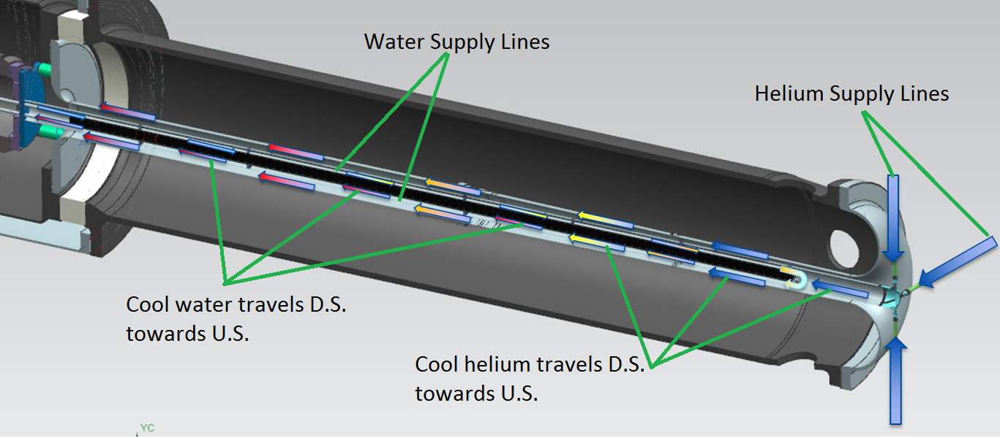 Water Supply Lines
Helium Supply Lines
Cool water travels D.S.
towards U.S.
Cool helium travels D.S.
towards U.S.
YC